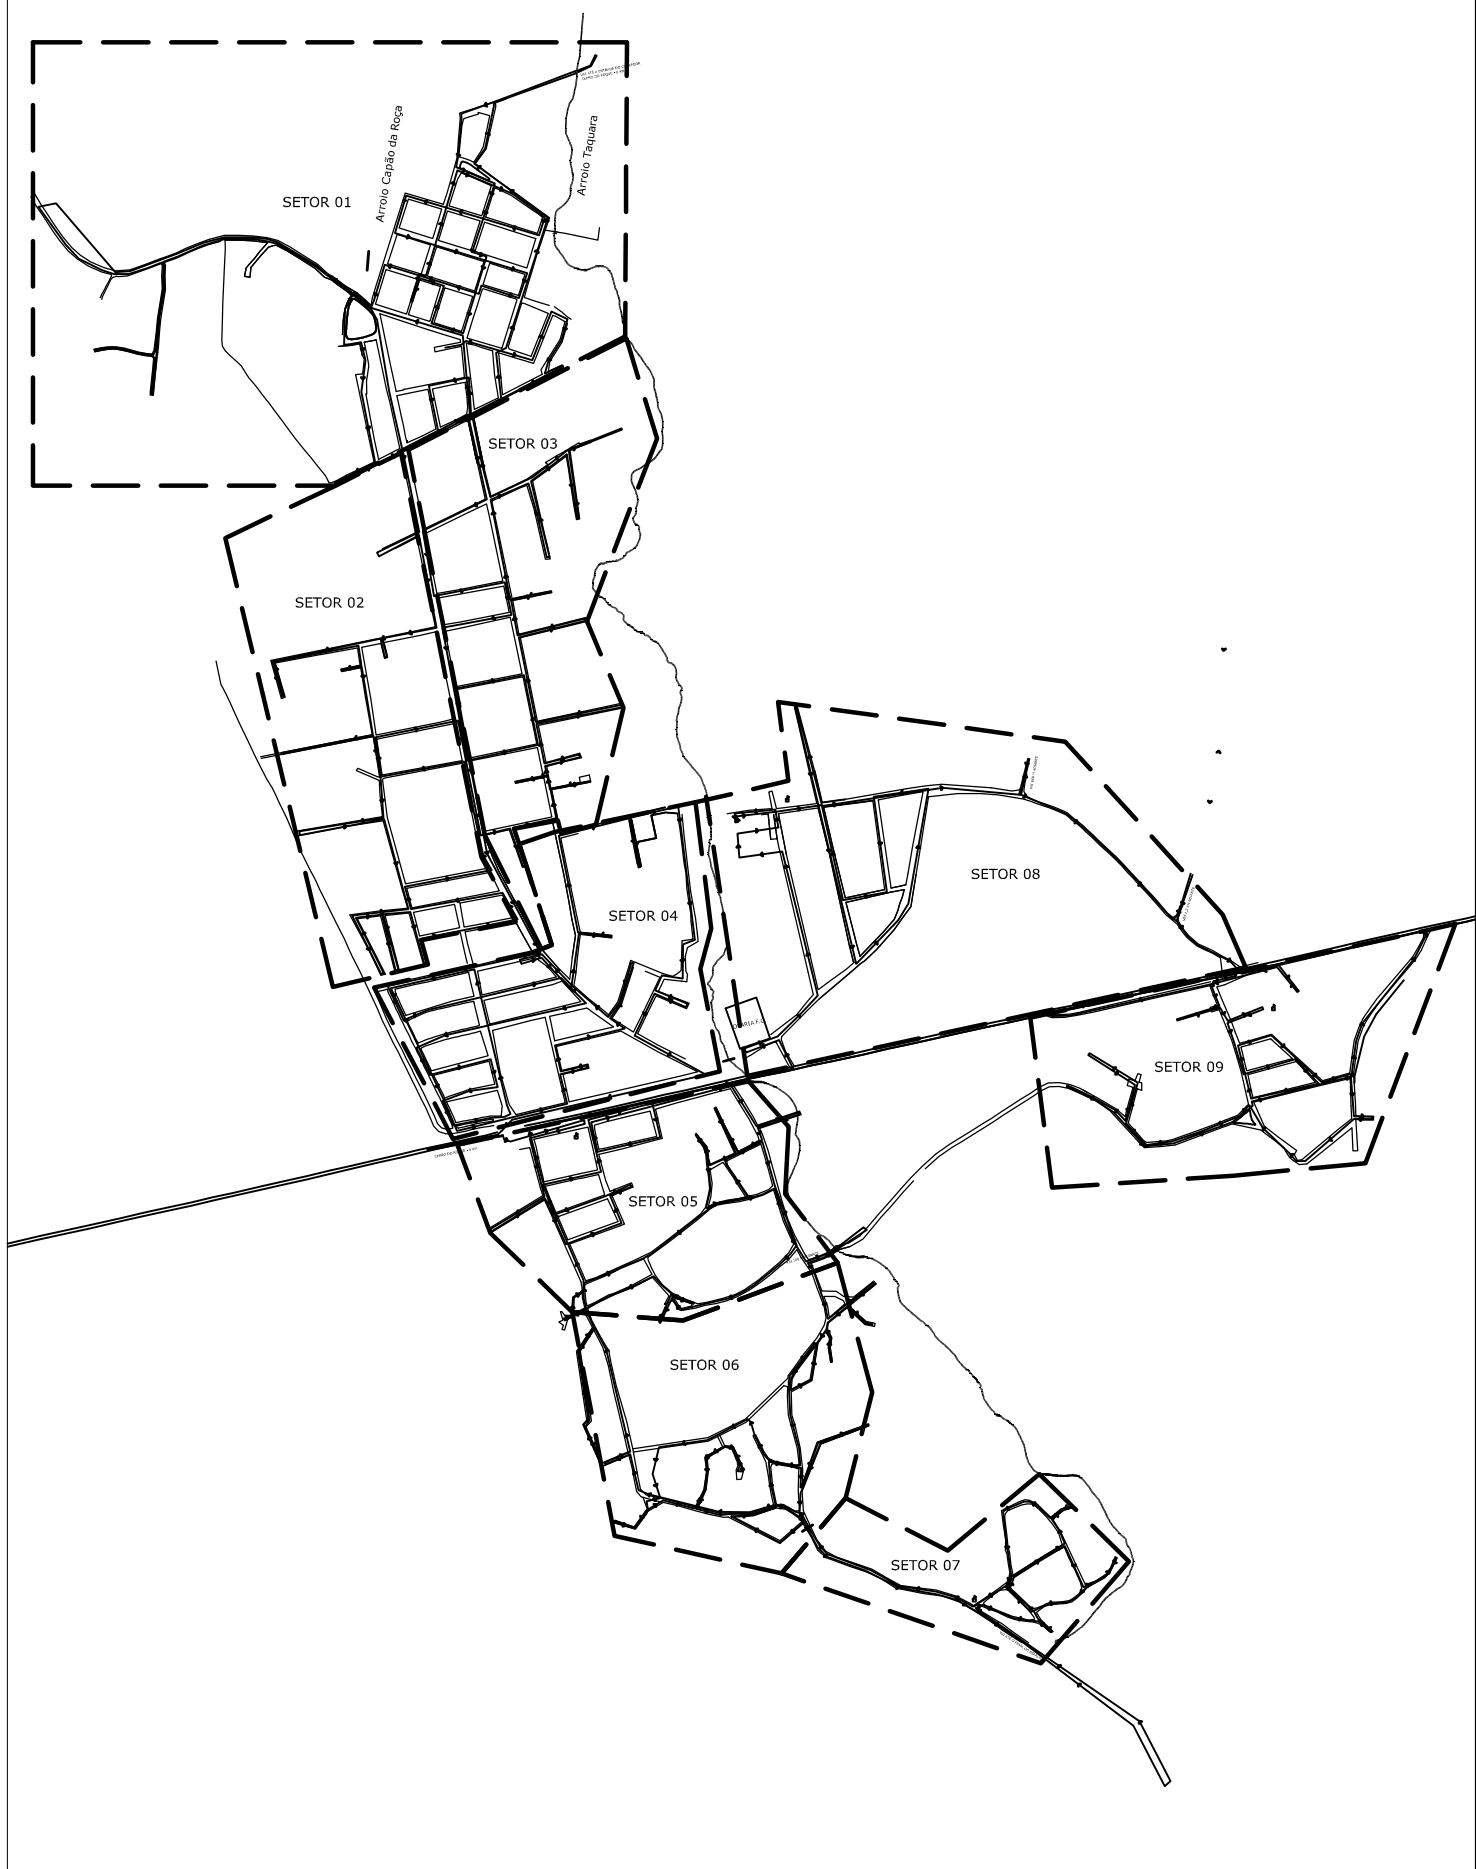 Arroio Capão da Roça
Arroio Taquara
SETOR 01
SETOR 03
SETOR 02
SETOR 08
SETOR 04
SETOR 09
SETOR 05
SETOR 06
SETOR 07